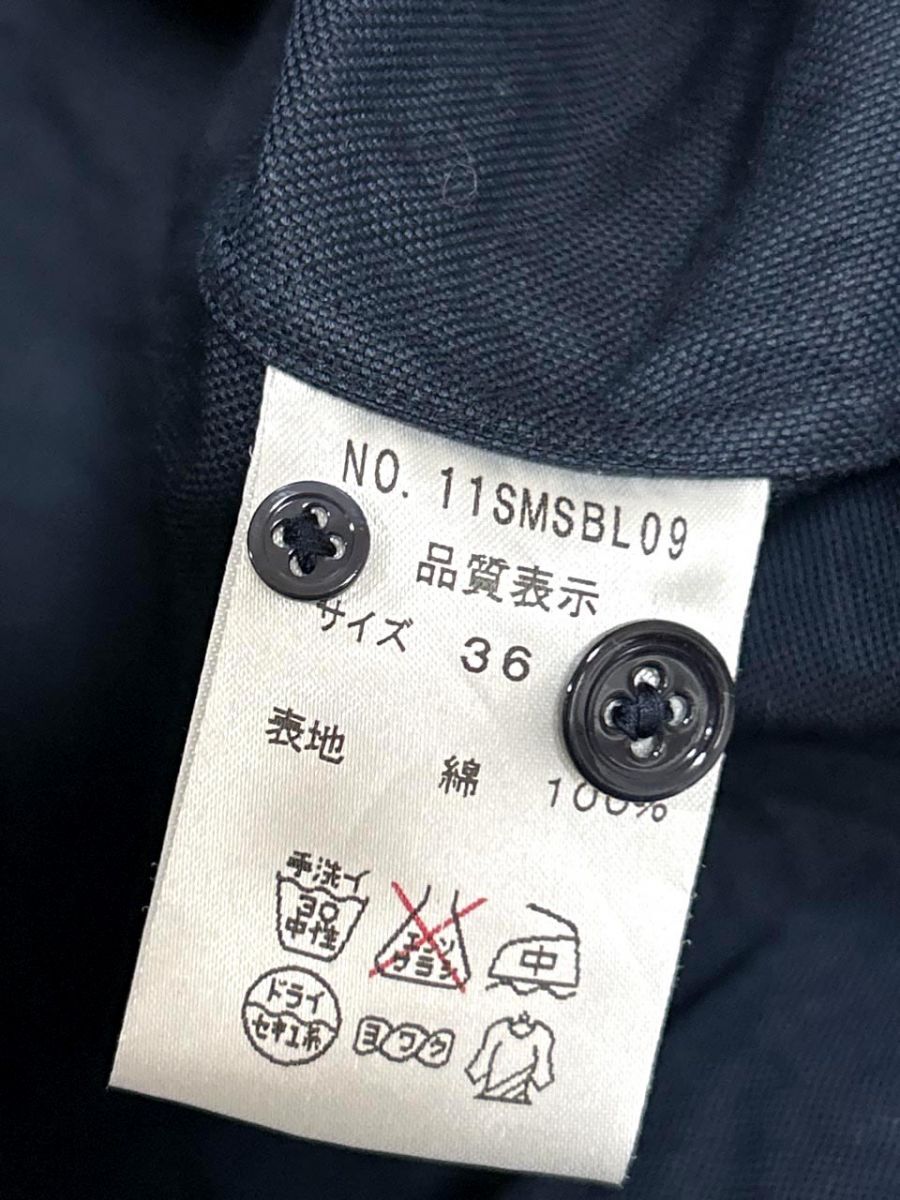 NO. 11SMSBL09
品質表示
サイズ 36
表地 綿 100%
手洗イ
30
中性
エンソ
サラシ
中
ドライ
セキユ系
ヨワク